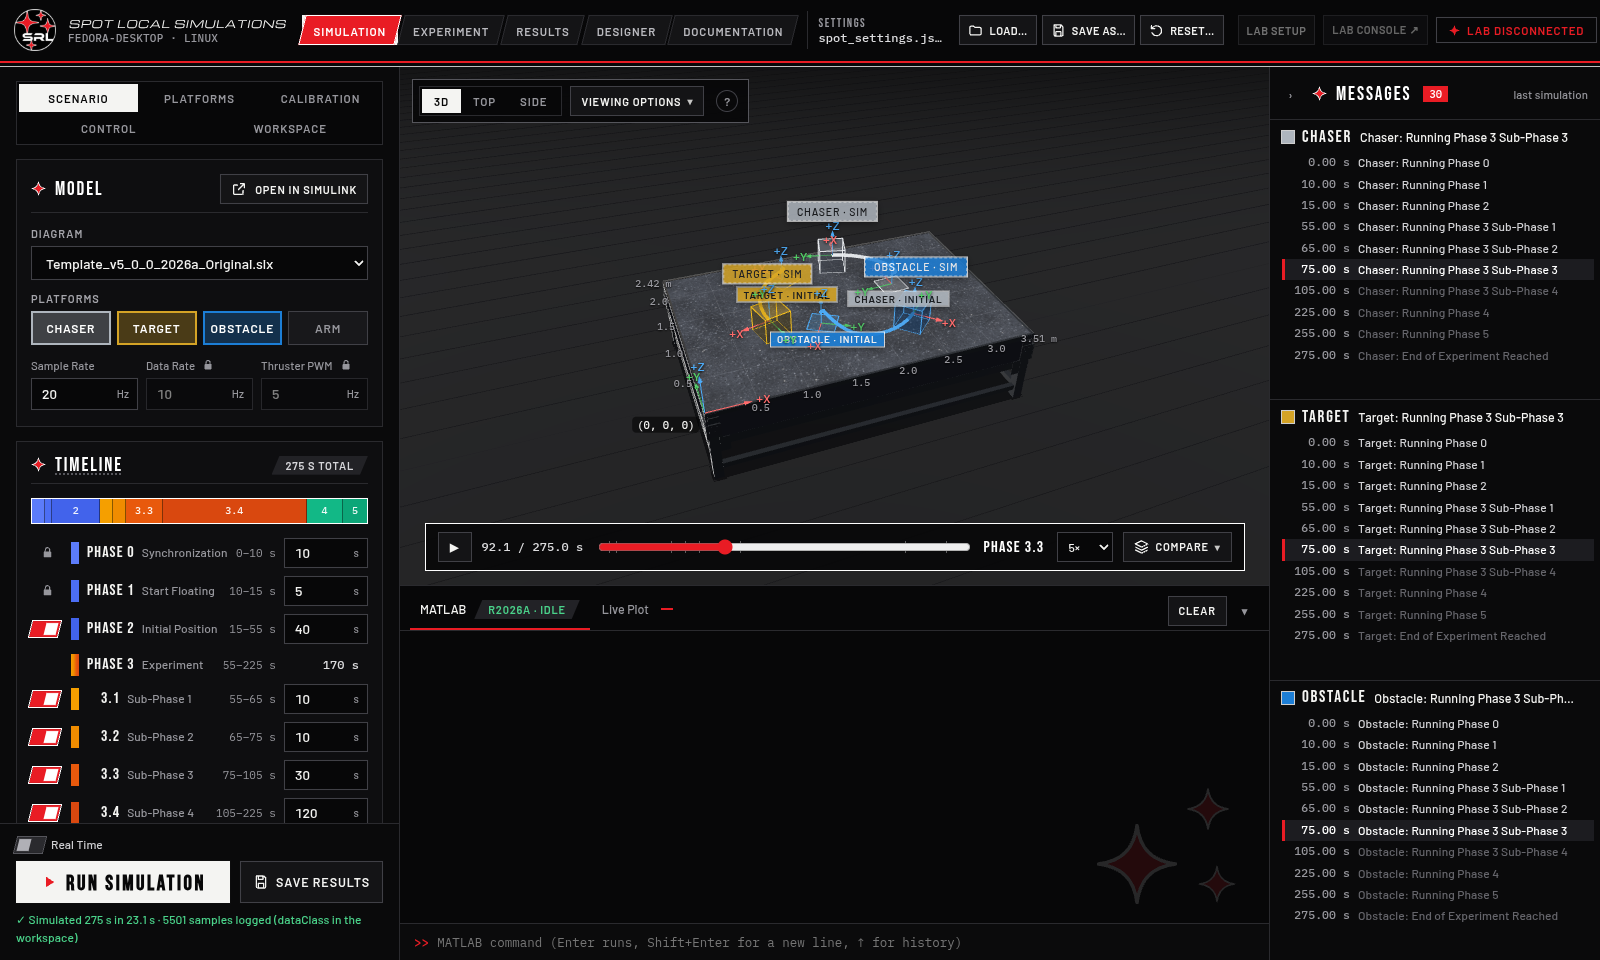 SRL
SPOT LOCAL SIMULATIONS
FEDORA-DESKTOP · LINUX
SIMULATION
EXPERIMENT
RESULTS
DESIGNER
DOCUMENTATION
SETTINGS
spot_settings.js…
LOAD...
SAVE AS...
RESET...
LAB SETUP
LAB CONSOLE ↗
LAB DISCONNECTED
SCENARIO
PLATFORMS
CALIBRATION
CONTROL
WORKSPACE
MODEL
OPEN IN SIMULINK
DIAGRAM
Template_v5_0_0_2026a_Original.slx
PLATFORMS
CHASER
TARGET
OBSTACLE
ARM
Sample Rate
Data Rate
Thruster PWM
20 Hz
10 Hz
5 Hz
TIMELINE
275 S TOTAL
2
3.3
3.4
4
5
PHASE 0 Synchronization 0–10 s 10 s
PHASE 1 Start Floating 10–15 s 5 s
PHASE 2 Initial Position 15–55 s 40 s
PHASE 3 Experiment 55–225 s 170 s
3.1 Sub-Phase 1 55–65 s 10 s
3.2 Sub-Phase 2 65–75 s 10 s
3.3 Sub-Phase 3 75–105 s 30 s
3.4 Sub-Phase 4 105–225 s 120 s
Real Time
RUN SIMULATION
SAVE RESULTS
✓ Simulated 275 s in 23.1 s · 5501 samples logged (dataClass in the
workspace)
3D
TOP
SIDE
VIEWING OPTIONS ▾
?
CHASER · SIM
+Z
+X
+Y
+Z
+Z
TARGET · SIM
OBSTACLE · SIM
+Z
TARGET · INITIAL
CHASER · INITIAL
+Y
+X
+Y
+X
OBSTACLE · INITIAL
+X
2.42 m
2.0
1.5
1.0
0.5
+Z
+Y
+X
0.5
1.0
1.5
2.0
2.5
3.0
3.51 m
(0, 0, 0)
▶
92.1 / 275.0 s
PHASE 3.3
5×
COMPARE ▾
MATLAB
R2026A · IDLE
Live Plot
CLEAR
▾
>> MATLAB command (Enter runs, Shift+Enter for a new line, ↑ for history)
›
MESSAGES
30
last simulation
CHASER Chaser: Running Phase 3 Sub-Phase 3
0.00 s Chaser: Running Phase 0
10.00 s Chaser: Running Phase 1
15.00 s Chaser: Running Phase 2
55.00 s Chaser: Running Phase 3 Sub-Phase 1
65.00 s Chaser: Running Phase 3 Sub-Phase 2
75.00 s Chaser: Running Phase 3 Sub-Phase 3
105.00 s Chaser: Running Phase 3 Sub-Phase 4
225.00 s Chaser: Running Phase 4
255.00 s Chaser: Running Phase 5
275.00 s Chaser: End of Experiment Reached
TARGET Target: Running Phase 3 Sub-Phase 3
0.00 s Target: Running Phase 0
10.00 s Target: Running Phase 1
15.00 s Target: Running Phase 2
55.00 s Target: Running Phase 3 Sub-Phase 1
65.00 s Target: Running Phase 3 Sub-Phase 2
75.00 s Target: Running Phase 3 Sub-Phase 3
105.00 s Target: Running Phase 3 Sub-Phase 4
225.00 s Target: Running Phase 4
255.00 s Target: Running Phase 5
275.00 s Target: End of Experiment Reached
OBSTACLE Obstacle: Running Phase 3 Sub-Ph…
0.00 s Obstacle: Running Phase 0
10.00 s Obstacle: Running Phase 1
15.00 s Obstacle: Running Phase 2
55.00 s Obstacle: Running Phase 3 Sub-Phase 1
65.00 s Obstacle: Running Phase 3 Sub-Phase 2
75.00 s Obstacle: Running Phase 3 Sub-Phase 3
105.00 s Obstacle: Running Phase 3 Sub-Phase 4
225.00 s Obstacle: Running Phase 4
255.00 s Obstacle: Running Phase 5
275.00 s Obstacle: End of Experiment Reached